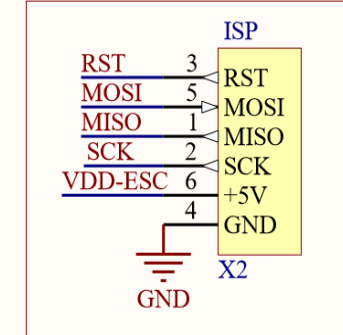 ISP
RST 3 RST
MOSI 5 MOSI
MISO 1 MISO
SCK 2 SCK
VDD-ESC 6 +5V
4 GND
X2
GND